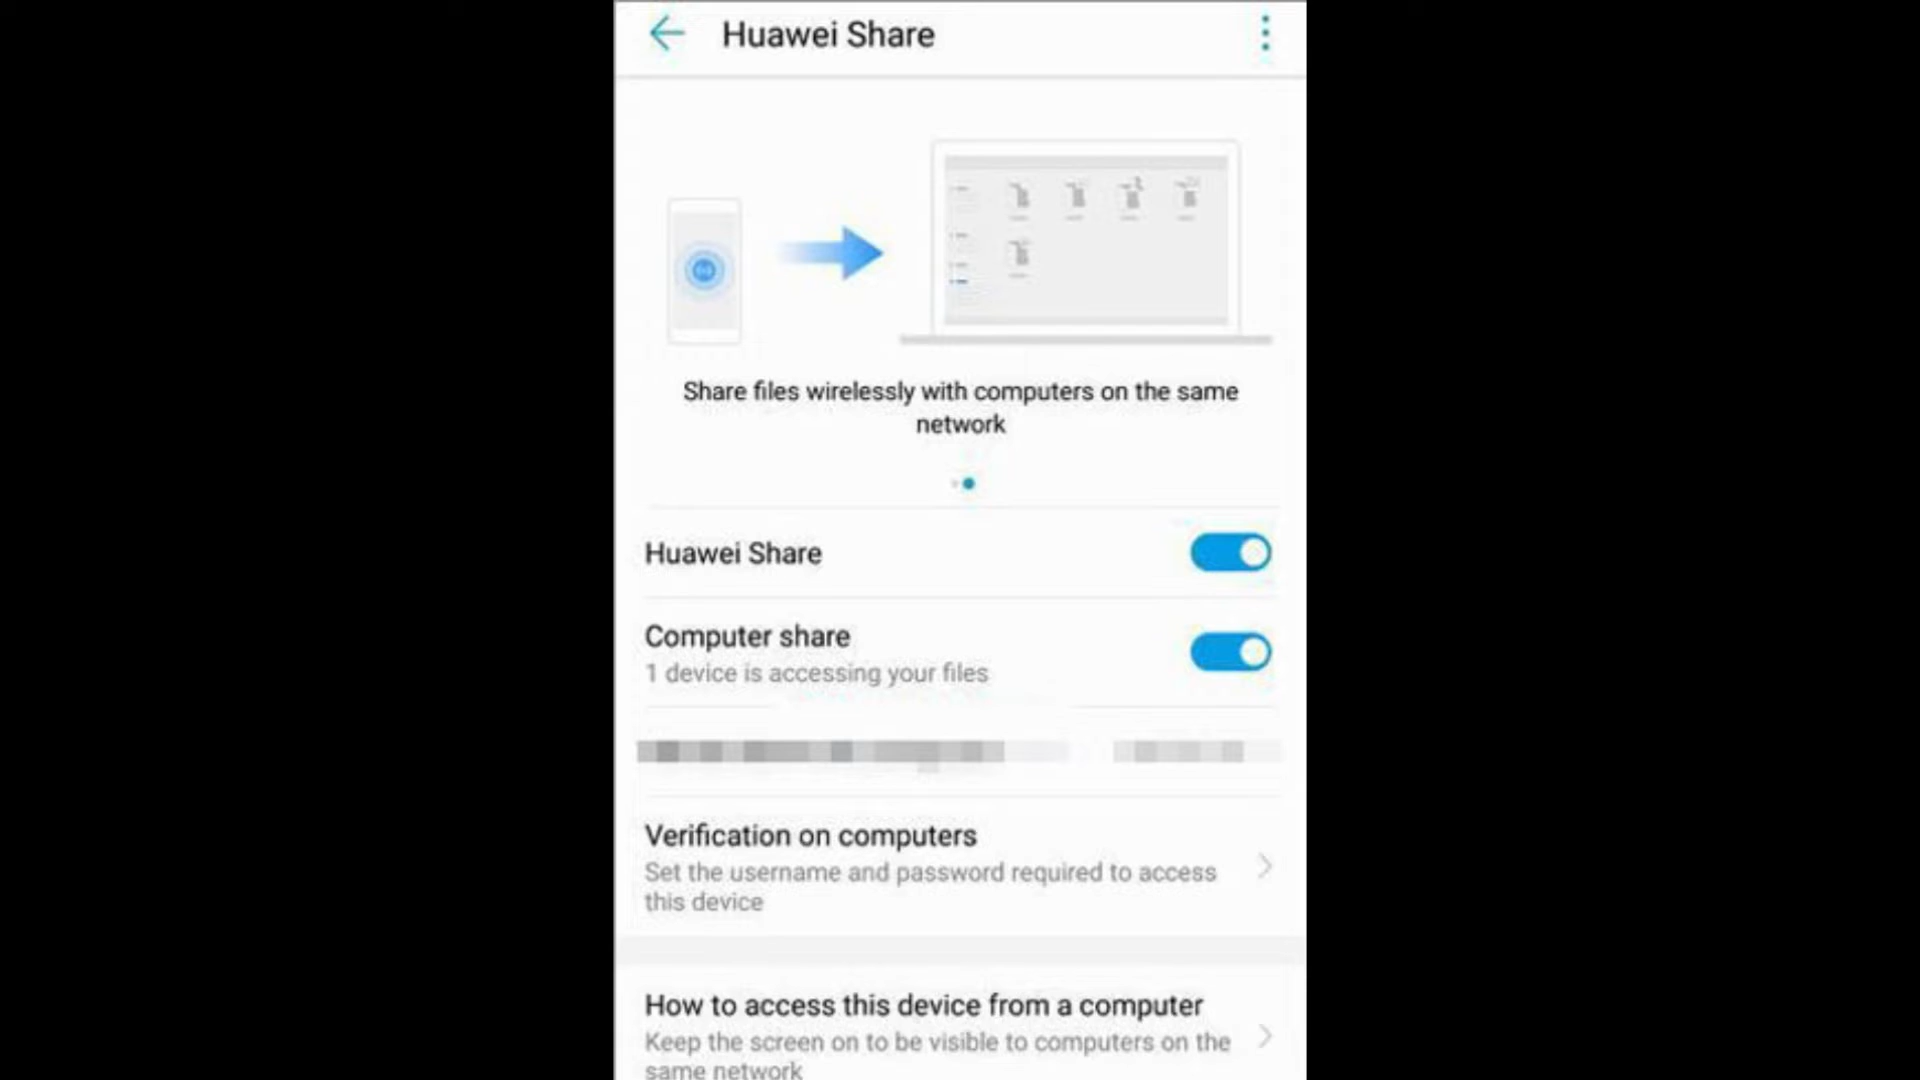 Huawei Share
Share files wirelessly with computers on the same
network
Huawei Share
Computer share
1 device is accessing your files
Verification on computers
Set the username and password required to access
this device
How to access this device from a computer
Keep the screen on to be visible to computers on the
same network